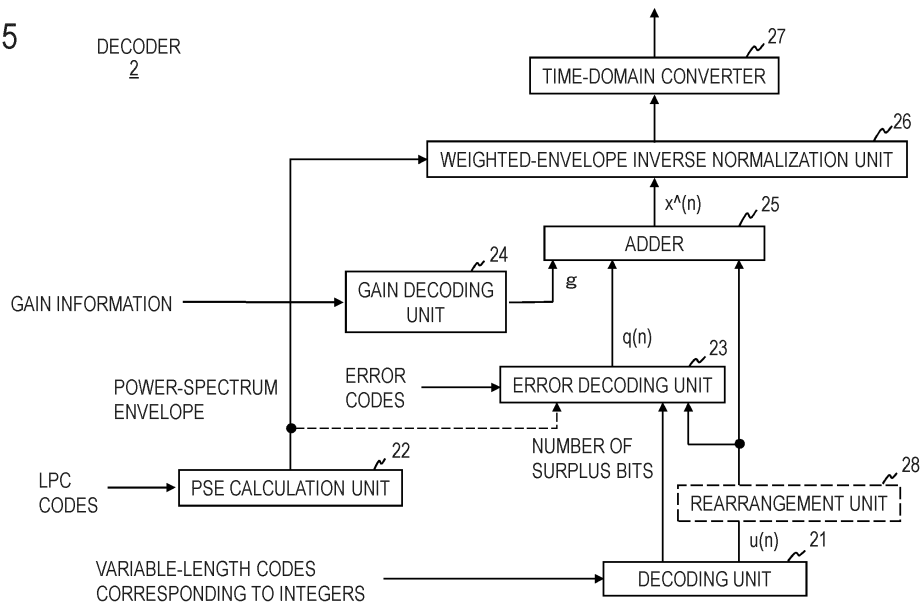 5
DECODER
2
27
TIME-DOMAIN CONVERTER
26
WEIGHTED-ENVELOPE INVERSE NORMALIZATION UNIT
x^(n)
25
ADDER
24
GAIN DECODING
UNIT
g
GAIN INFORMATION
q(n)
23
ERROR DECODING UNIT
ERROR
CODES
POWER-SPECTRUM
ENVELOPE
NUMBER OF
SURPLUS BITS
22
PSE CALCULATION UNIT
LPC
CODES
28
REARRANGEMENT UNIT
u(n)
21
DECODING UNIT
VARIABLE-LENGTH CODES
CORRESPONDING TO INTEGERS